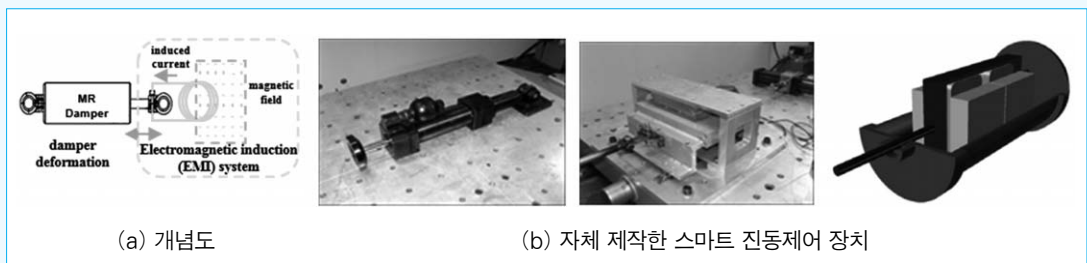 induced
current
magnetic
field
MR
Damper
damper
deformation
Electromagnetic induction
(EMI) system
(a) 개념도
(b) 자체 제작한 스마트 진동제어 장치